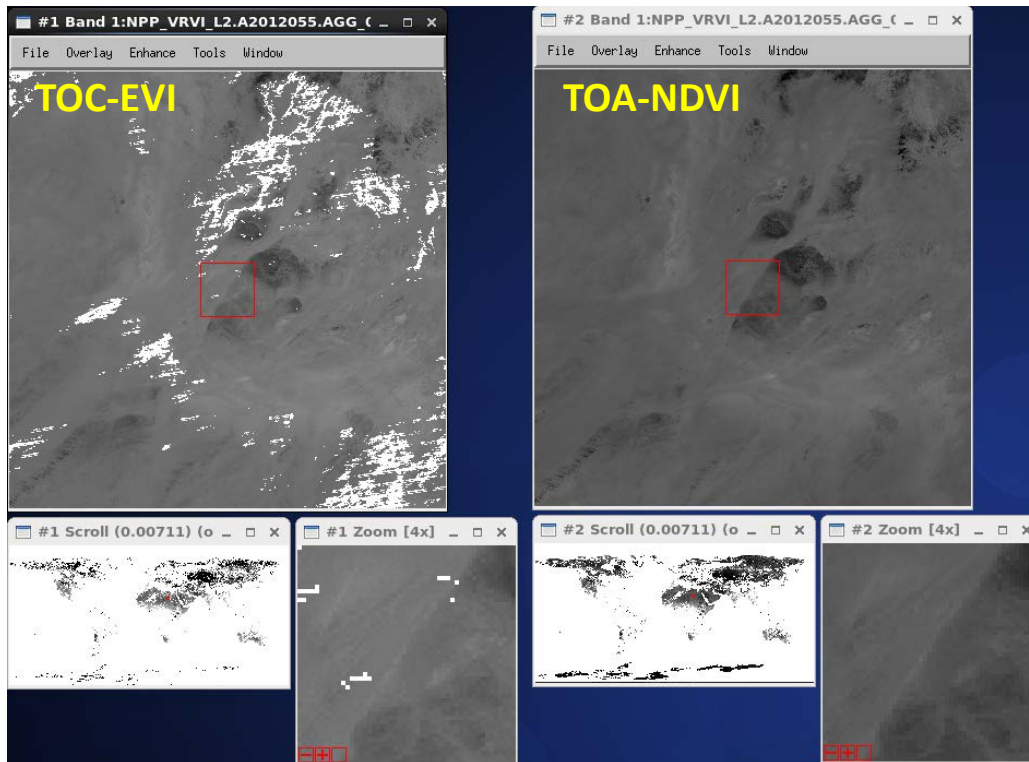 #1 Band 1:NPP_VRVI_L2.A2012055.AGG_(
File Overlay Enhance Tools Window
TOC-EVI
#2 Band 1:NPP_VRVI_L2.A2012055.AGG_(
File Overlay Enhance Tools Window
TOA-NDVI
#1 Scroll (0.00711) (o
#1 Zoom [4x]
#2 Scroll (0.00711) (o
#2 Zoom [4x]